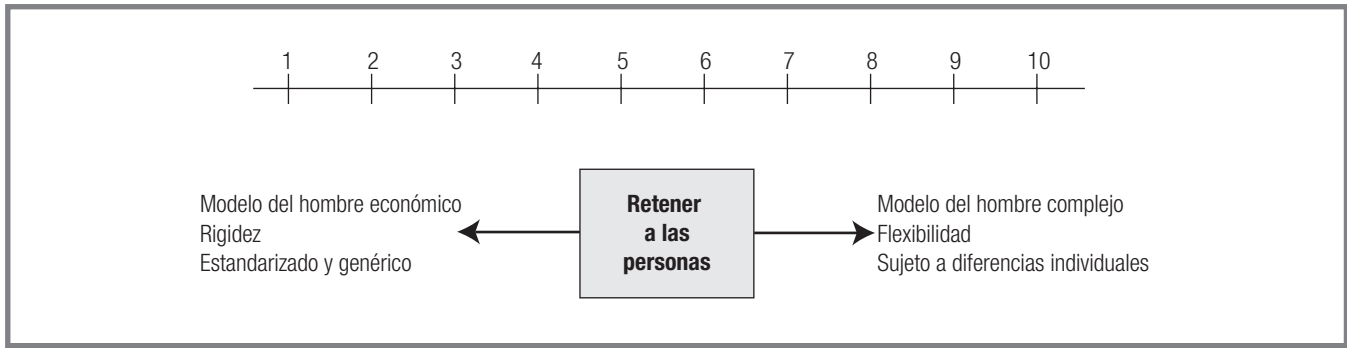 1 2 3 4 5 6 7 8 9 10
Modelo del hombre económico
Rigidez
Estandarizado y genérico
Retener
a las
personas
Modelo del hombre complejo
Flexibilidad
Sujeto a diferencias individuales